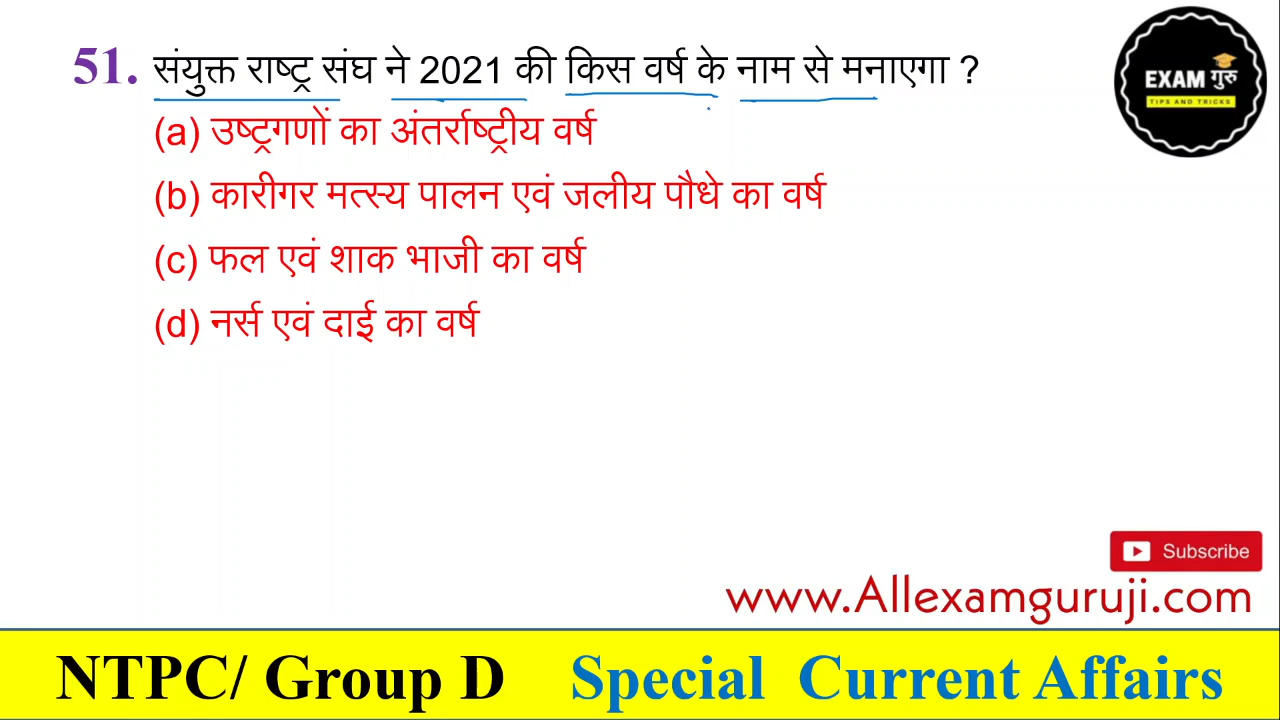 51. संयुक्त राष्ट्र संघ ने 2021 की किस वर्ष के नाम से मनाएगा ?
(a) उष्ट्रगणों का अंतर्राष्ट्रीय वर्ष
(b) कारीगर मत्स्य पालन एवं जलीय पौधे का वर्ष
(c) फल एवं शाक भाजी का वर्ष
(d) नर्स एवं दाई का वर्ष
EXAM गुरु
TIPS AND TRICKS
Subscribe
www.Allexamguruji.com
NTPC/ Group D Special Current Affairs